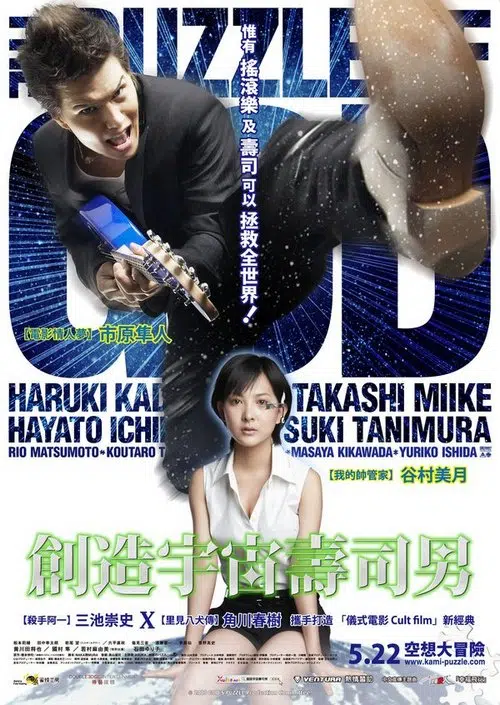 THE PUZZLE OF
GOD
惟有搖滾樂及壽司可以拯救全世界！
【電影情人夢】市原隼人
HARUKI KAD
TAKASHI MIIKE
HAYATO ICHI
SUKI TANIMURA
RIO MATSUMOTO*KOUTARO T
*MASAYA KIKAWADA*YURIKO ISHIDA
【我的帥管家】谷村美月
創造宇宙壽司男
【殺手阿一】三池崇史 X【里見八犬傳】角川春樹 攜手打造「儀式電影 Cult film」新經典
5.22 空想大冒險
www.kami-puzzle.com